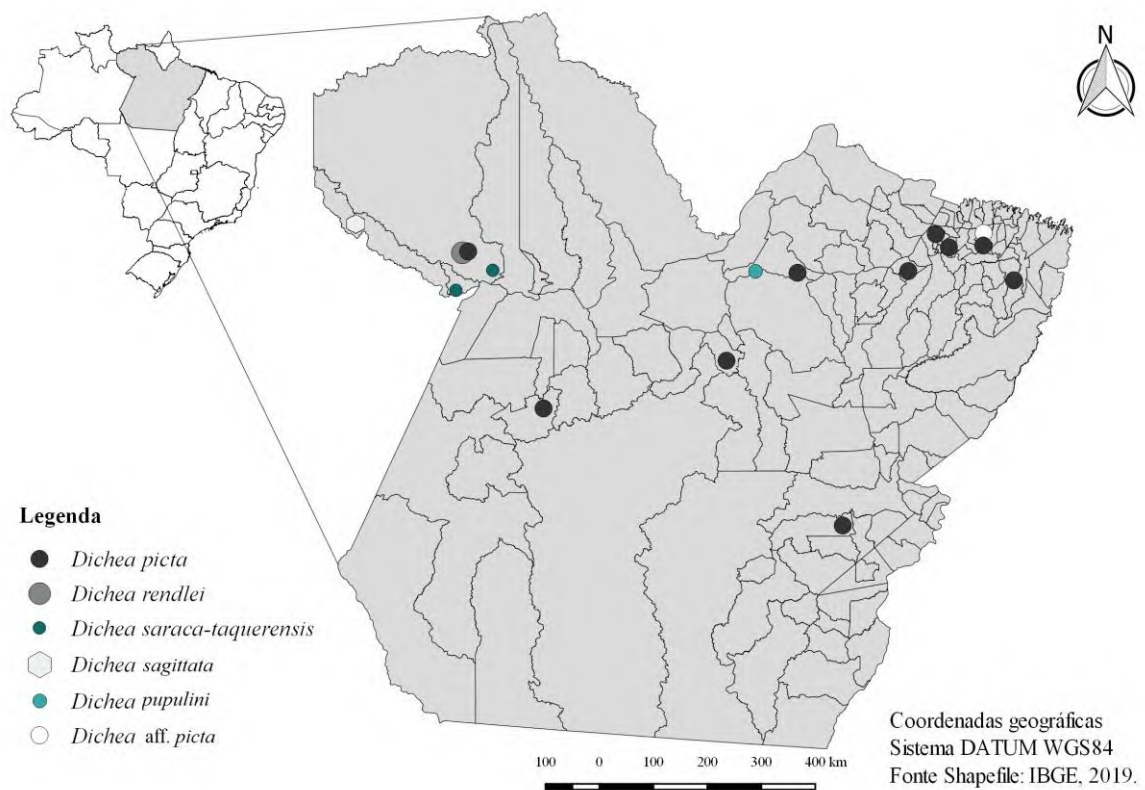 N
Legenda
Dichea picta
Dichea rendlei
Dichea saraca-taquerensis
Dichea sagittata
Dichea pupulini
Dichea aff. picta
Coordenadas geográficas
Sistema DATUM WGS84
Fonte Shapefile: IBGE, 2019.
100 0 100 200 300 400 km